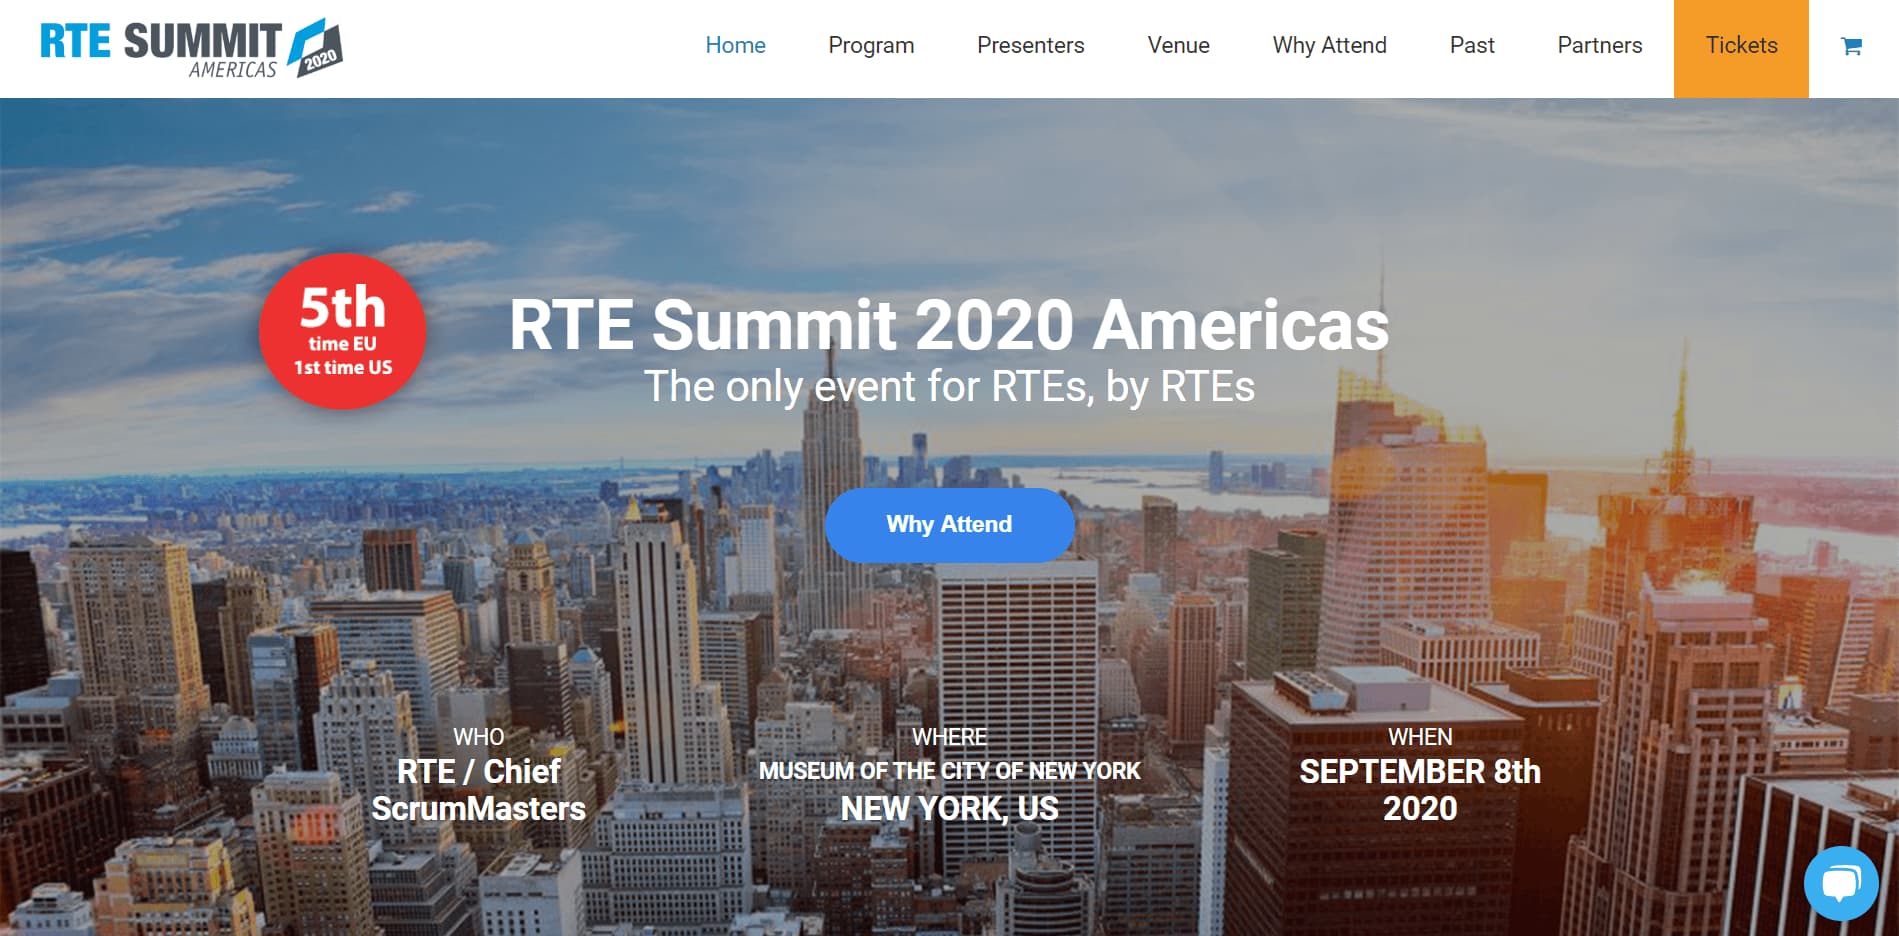 RTE SUMMIT
AMERICAS
2020
Home
Program
Presenters
Venue
Why Attend
Past
Partners
Tickets
5th
time EU
1st time US
RTE Summit 2020 Americas
The only event for RTEs, by RTEs
Why Attend
WHO
RTE / Chief
ScrumMasters
WHERE
MUSEUM OF THE CITY OF NEW YORK
NEW YORK, US
WHEN
SEPTEMBER 8th
2020